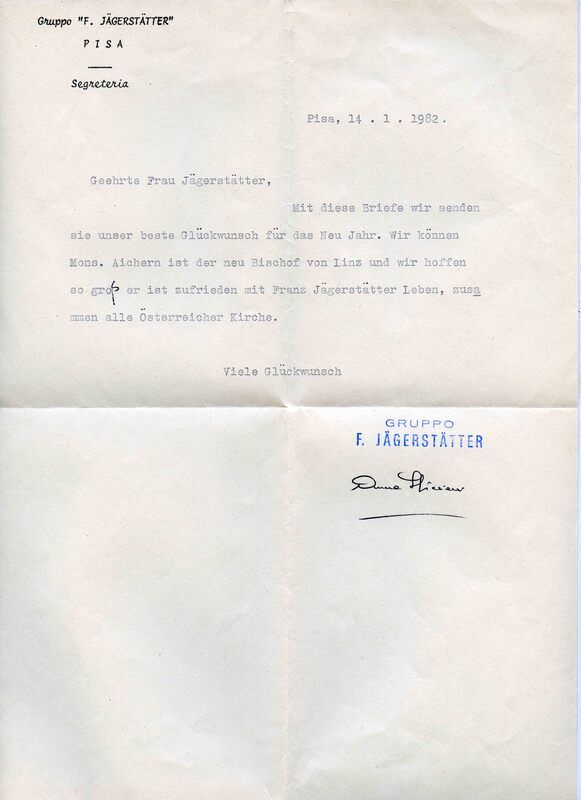 Gruppo "F. JÄGERSTÄTTER"
PISA
Segreteria
Pisa, 14 . 1 . 1982.
Geehrte Frau Jägerstätter,
Mit diese Briefe wir senden
sie unser beste Glückwunsch für das Neu Jahr. Wir können
Mons. Aichern ist der neu Bischof von Linz und wir hoffen
so groß er ist zufrieden mit Franz Jägerstätter Leben, zusa
mmen alle Österreicher Kirche.
Viele Glückwunsch
GRUPPO
F. JÄGERSTÄTTER